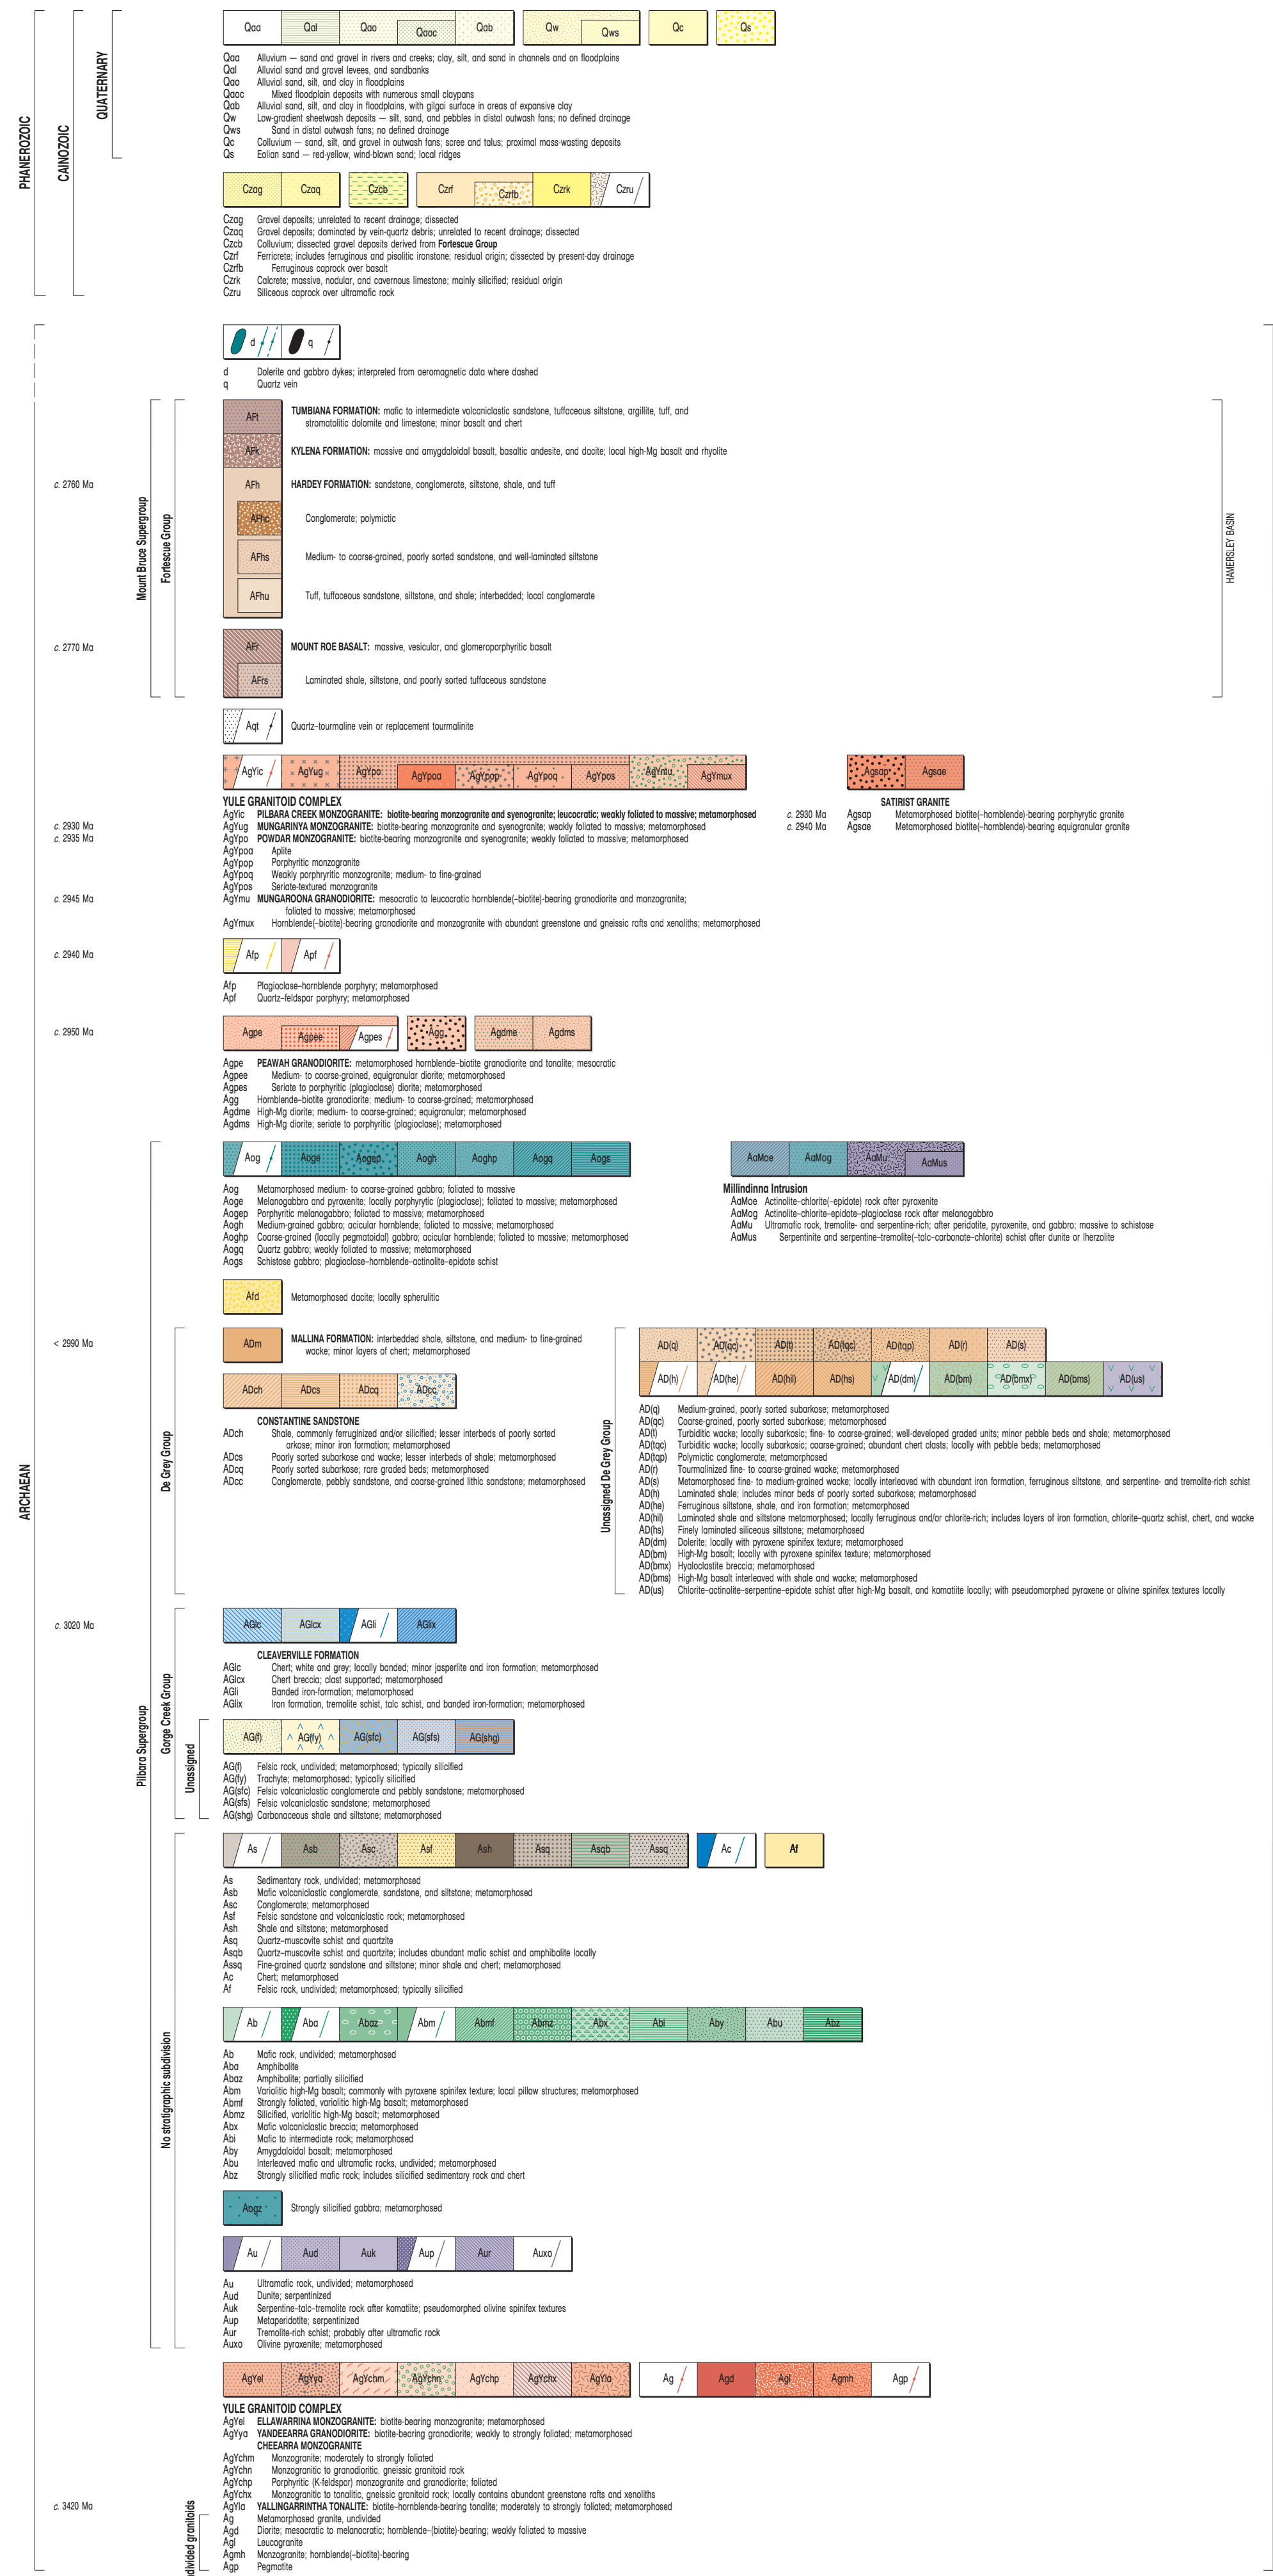 PHANEROZOIC
CAINOZOIC
QUATERNARY
Qaa Qal Qao Qaoc Qab Qw Qws Qc Qs
Qaa Alluvium — sand and gravel in rivers and creeks; clay, silt, and sand in channels and on floodplains
Qal Alluvial sand and gravel levees, and sandbanks
Qao Alluvial sand, silt, and clay in floodplains
Qaoc Mixed floodplain deposits with numerous small claypans
Qab Alluvial sand, silt, and clay in floodplains, with gilgai surface in areas of expansive clay
Qw Low-gradient sheetwash deposits — silt, sand, and pebbles in distal outwash fans; no defined drainage
Qws Sand in distal outwash fans; no defined drainage
Qc Colluvium — sand, silt, and gravel in outwash fans; scree and talus; proximal mass-wasting deposits
Qs Eolian sand — red-yellow, wind-blown sand; local ridges
Czag Czaq Czcb Czrf Czrfb Czrk Czru
Czag Gravel deposits; unrelated to recent drainage; dissected
Czaq Gravel deposits; dominated by vein-quartz debris; unrelated to recent drainage; dissected
Czcb Colluvium; dissected gravel deposits derived from Fortescue Group
Czrf Ferricrete; includes ferruginous and pisolitic ironstone; residual origin; dissected by present-day drainage
Czrfb Ferruginous caprock over basalt
Czrk Calcrete; massive, nodular, and cavernous limestone; mainly silicified; residual origin
Czru Siliceous caprock over ultramafic rock
d q
d Dolerite and gabbro dykes; interpreted from aeromagnetic data where dashed
q Quartz vein
ARCHAEAN
Mount Bruce Supergroup
Fortescue Group
HAMERSLEY BASIN
AFt TUMBIANA FORMATION: mafic to intermediate volcaniclastic sandstone, tuffaceous siltstone, argillite, tuff, and
stromatolitic dolomite and limestone; minor basalt and chert
AFk KYLENA FORMATION: massive and amygdaloidal basalt, basaltic andesite, and dacite; local high-Mg basalt and rhyolite
c. 2760 Ma AFh HARDEY FORMATION: sandstone, conglomerate, siltstone, shale, and tuff
AFhc Conglomerate; polymictic
AFhs Medium- to coarse-grained, poorly sorted sandstone, and well-laminated siltstone
AFhu Tuff, tuffaceous sandstone, siltstone, and shale; interbedded; local conglomerate
c. 2770 Ma AFr MOUNT ROE BASALT: massive, vesicular, and glomeroporphyritic basalt
AFrs Laminated shale, siltstone, and poorly sorted tuffaceous sandstone
Aqt Quartz–tourmaline vein or replacement tourmalinite
AgYic AgYug AgYpo AgYpoa AgYpop AgYpoq AgYpos AgYmu AgYmux Agsap Agsae
YULE GRANITOID COMPLEX
AgYic PILBARA CREEK MONZOGRANITE: biotite-bearing monzogranite and syenogranite; leucocratic; weakly foliated to massive; metamorphosed
c. 2930 Ma AgYug MUNGARINYA MONZOGRANITE: biotite-bearing monzogranite and syenogranite; weakly foliated to massive; metamorphosed
c. 2935 Ma AgYpo POWDAR MONZOGRANITE: biotite-bearing monzogranite and syenogranite; weakly foliated to massive; metamorphosed
AgYpoa Aplite
AgYpop Porphyritic monzogranite
AgYpoq Weakly porphryritic monzogranite; medium- to fine-grained
AgYpos Seriate-textured monzogranite
c. 2945 Ma AgYmu MUNGAROONA GRANODIORITE: mesocratic to leucocratic hornblende(–biotite)-bearing granodiorite and monzogranite;
foliated to massive; metamorphosed
AgYmux Hornblende(–biotite)-bearing granodiorite and monzogranite with abundant greenstone and gneissic rafts and xenoliths; metamorphosed
SATIRIST GRANITE
c. 2930 Ma Agsap Metamorphosed biotite(–hornblende)-bearing porphyrytic granite
c. 2940 Ma Agsae Metamorphosed biotite(–hornblende)-bearing equigranular granite
c. 2940 Ma Afp Apf
Afp Plagioclase–hornblende porphyry; metamorphosed
Apf Quartz–feldspar porphyry; metamorphosed
c. 2950 Ma Agpe Agpee Agpes Agg Agdme Agdms
Agpe PEAWAH GRANODIORITE: metamorphosed hornblende–biotite granodiorite and tonalite; mesocratic
Agpee Medium- to coarse-grained, equigranular diorite; metamorphosed
Agpes Seriate to porphyritic (plagioclase) diorite; metamorphosed
Agg Hornblende–biotite granodiorite; medium- to coarse-grained; metamorphosed
Agdme High-Mg diorite; medium- to coarse-grained; equigranular; metamorphosed
Agdms High-Mg diorite; seriate to porphyritic (plagioclase); metamorphosed
Pilbara Supergroup
Aog Aoge Aogep Aogh Aoghp Aogq Aogs
Aog Metamorphosed medium- to coarse-grained gabbro; foliated to massive
Aoge Melanogabbro and pyroxenite; locally porphyrytic (plagioclase); foliated to massive; metamorphosed
Aogep Porphyritic melanogabbro; foliated to massive; metamorphosed
Aogh Medium-grained gabbro; acicular hornblende; foliated to massive; metamorphosed
Aoghp Coarse-grained (locally pegmatoidal) gabbro; acicular hornblende; foliated to massive; metamorphosed
Aogq Quartz gabbro; weakly foliated to massive; metamorphosed
Aogs Schistose gabbro; plagioclase–hornblende–actinolite–epidote schist
AaMoe AaMog AaMu AaMus
Millindinna Intrusion
AaMoe Actinolite–chlorite(–epidote) rock after pyroxenite
AaMog Actinolite–chlorite–epidote–plagioclase rock after melanogabbro
AaMu Ultramafic rock, tremolite- and serpentine-rich; after peridotite, pyroxenite, and gabbro; massive to schistose
AaMus Serpentinite and serpentine–tremolite(–talc–carbonate–chlorite) schist after dunite or lherzolite
Afd Metamorphosed dacite; locally spherulitic
De Grey Group
< 2990 Ma ADm MALLINA FORMATION: interbedded shale, siltstone, and medium- to fine-grained
wacke; minor layers of chert; metamorphosed
ADch ADcs ADcq ADcc
CONSTANTINE SANDSTONE
ADch Shale, commonly ferruginized and/or silicified; lesser interbeds of poorly sorted
arkose; minor iron formation; metamorphosed
ADcs Poorly sorted subarkose and wacke; lesser interbeds of shale; metamorphosed
ADcq Poorly sorted subarkose; rare graded beds; metamorphosed
ADcc Conglomerate, pebbly sandstone, and coarse-grained lithic sandstone; metamorphosed
Unassigned De Grey Group
AD(q) AD(qc) AD(t) AD(tqc) AD(tqp) AD(r) AD(s)
AD(h) AD(he) AD(hil) AD(hs) AD(dm) AD(bm) AD(bmx) AD(bms) AD(us)
AD(q) Medium-grained, poorly sorted subarkose; metamorphosed
AD(qc) Coarse-grained, poorly sorted subarkose; metamorphosed
AD(t) Turbiditic wacke; locally subarkosic; fine- to coarse-grained; well-developed graded units; minor pebble beds and shale; metamorphosed
AD(tqc) Turbiditic wacke; locally subarkosic; coarse-grained; abundant chert clasts; locally with pebble beds; metamorphosed
AD(tqp) Polymictic conglomerate; metamorphosed
AD(r) Tourmalinized fine- to coarse-grained wacke; metamorphosed
AD(s) Metamorphosed fine- to medium-grained wacke; locally interleaved with abundant iron formation, ferruginous siltstone, and serpentine- and tremolite-rich schist
AD(h) Laminated shale; includes minor beds of poorly sorted subarkose; metamorphosed
AD(he) Ferruginous siltstone, shale, and iron formation; metamorphosed
AD(hil) Laminated shale and siltstone metamorphosed; locally ferruginous and/or chlorite-rich; includes layers of iron formation, chlorite–quartz schist, chert, and wacke
AD(hs) Finely laminated siliceous siltstone; metamorphosed
AD(dm) Dolerite; locally with pyroxene spinifex texture; metamorphosed
AD(bm) High-Mg basalt; locally with pyroxene spinifex texture; metamorphosed
AD(bmx) Hyaloclastite breccia; metamorphosed
AD(bms) High-Mg basalt interleaved with shale and wacke; metamorphosed
AD(us) Chlorite–actinolite–serpentine–epidote schist after high-Mg basalt, and komatiite locally; with pseudomorphed pyroxene or olivine spinifex textures locally
Gorge Creek Group
c. 3020 Ma AGlc AGlcx AGli AGlix
CLEAVERVILLE FORMATION
AGlc Chert; white and grey; locally banded; minor jasperlite and iron formation; metamorphosed
AGlcx Chert breccia; clast supported; metamorphosed
AGli Banded iron-formation; metamorphosed
AGlix Iron formation, tremolite schist, talc schist, and banded iron-formation; metamorphosed
Unassigned
AG(f) AG(fy) AG(sfc) AG(sfs) AG(shg)
AG(f) Felsic rock, undivided; metamorphosed; typically silicified
AG(fy) Trachyte; metamorphosed; typically silicified
AG(sfc) Felsic volcaniclastic conglomerate and pebbly sandstone; metamorphosed
AG(sfs) Felsic volcaniclastic sandstone; metamorphosed
AG(shg) Carbonaceous shale and siltstone; metamorphosed
No stratigraphic subdivision
As Asb Asc Asf Ash Asq Asqb Assq Ac Af
As Sedimentary rock, undivided; metamorphosed
Asb Mafic volcaniclastic conglomerate, sandstone, and siltstone; metamorphosed
Asc Conglomerate; metamorphosed
Asf Felsic sandstone and volcaniclastic rock; metamorphosed
Ash Shale and siltstone; metamorphosed
Asq Quartz–muscovite schist and quartzite
Asqb Quartz–muscovite schist and quartzite; includes abundant mafic schist and amphibolite locally
Assq Fine-grained quartz sandstone and siltstone; minor shale and chert; metamorphosed
Ac Chert; metamorphosed
Af Felsic rock, undivided; metamorphosed; typically silicified
Ab Aba Abaz Abm Abmf Abmz Abx Abi Aby Abu Abz
Ab Mafic rock, undivided; metamorphosed
Aba Amphibolite
Abaz Amphibolite; partially silicified
Abm Variolitic high-Mg basalt; commonly with pyroxene spinifex texture; local pillow structures; metamorphosed
Abmf Strongly foliated, variolitic high-Mg basalt; metamorphosed
Abmz Silicified, variolitic high-Mg basalt; metamorphosed
Abx Mafic volcaniclastic breccia; metamorphosed
Abi Mafic to intermediate rock; metamorphosed
Aby Amygdaloidal basalt; metamorphosed
Abu Interleaved mafic and ultramafic rocks, undivided; metamorphosed
Abz Strongly silicified mafic rock; includes silicified sedimentary rock and chert
Aogz Strongly silicified gabbro; metamorphosed
Au Aud Auk Aup Aur Auxo
Au Ultramafic rock, undivided; metamorphosed
Aud Dunite; serpentinized
Auk Serpentine–talc–tremolite rock after komatiite; pseudomorphed olivine spinifex textures
Aup Metaperidotite; serpentinized
Aur Tremolite-rich schist; probably after ultramafic rock
Auxo Olivine pyroxenite; metamorphosed
AgYel AgYya AgYchm AgYchn AgYchp AgYchx AgYla Ag Agd Agl Agmh Agp
YULE GRANITOID COMPLEX
AgYel ELLAWARRINA MONZOGRANITE: biotite-bearing monzogranite; metamorphosed
AgYya YANDEEARRA GRANODIORITE: biotite-bearing granodiorite; weakly to strongly foliated; metamorphosed
CHEEARRA MONZOGRANITE
AgYchm Monzogranite; moderately to strongly foliated
AgYchn Monzogranitic to granodioritic, gneissic granitoid rock
AgYchp Porphyritic (K-feldspar) monzogranite and granodiorite; foliated
AgYchx Monzogranitic to tonalitic, gneissic granitoid rock; locally contains abundant greenstone rafts and xenoliths
c. 3420 Ma AgYla YALLINGARRINTHA TONALITE: biotite–hornblende-bearing tonalite; moderately to strongly foliated; metamorphosed
divided granitoids
Ag Metamorphosed granite, undivided
Agd Diorite; mesocratic to melanocratic; hornblende–(biotite)-bearing; weakly foliated to massive
Agl Leucogranite
Agmh Monzogranite; hornblende(–biotite)-bearing
Agp Pegmatite